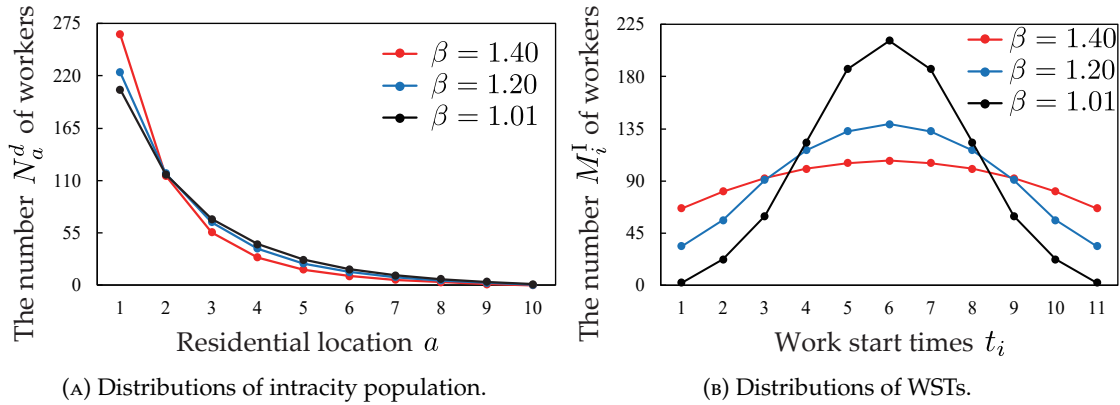 The number N_a^d of workers
275
220
165
110
55
0
β = 1.40
β = 1.20
β = 1.01
1 2 3 4 5 6 7 8 9 10
Residential location a
(A) Distributions of intracity population.
The number M_i^1 of workers
225
180
135
90
45
0
β = 1.40
β = 1.20
β = 1.01
1 2 3 4 5 6 7 8 9 10 11
Work start times t_i
(B) Distributions of WSTs.